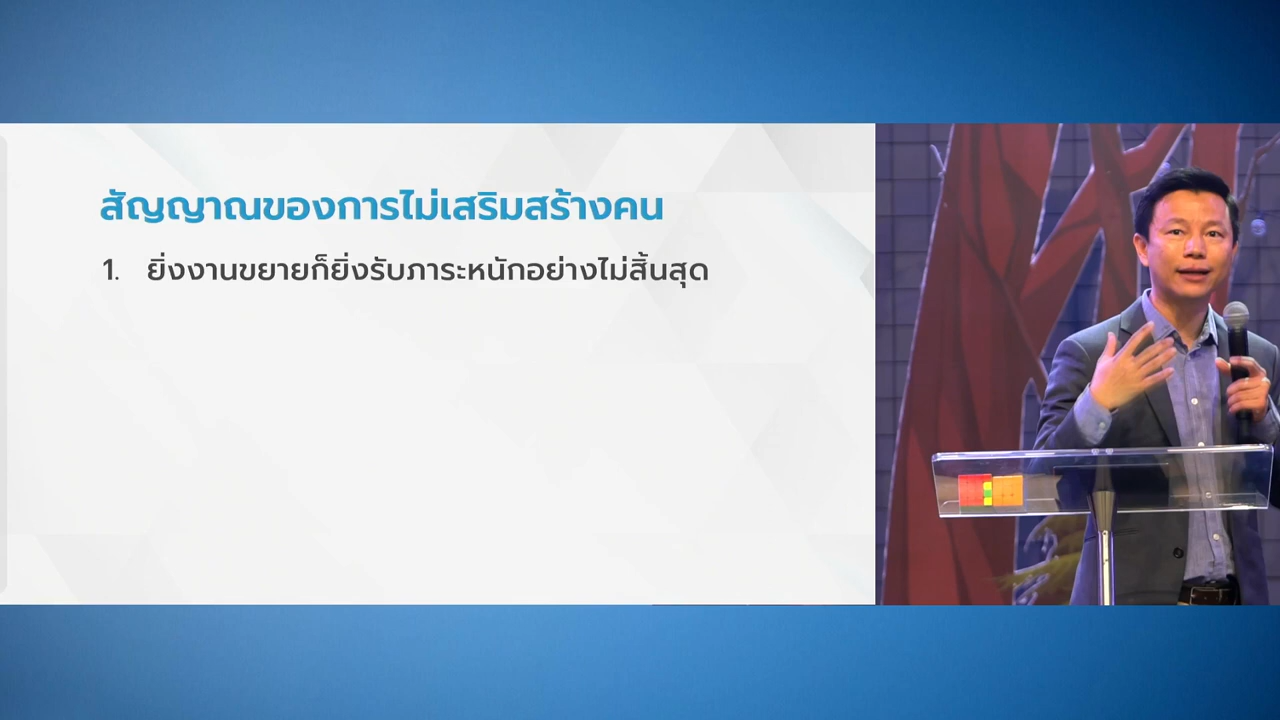 สัญญาณของการไม่เสริมสร้างคน
1. ยิ่งงานขยายก็ยิ่งรับภาระหนักอย่างไม่สิ้นสุด